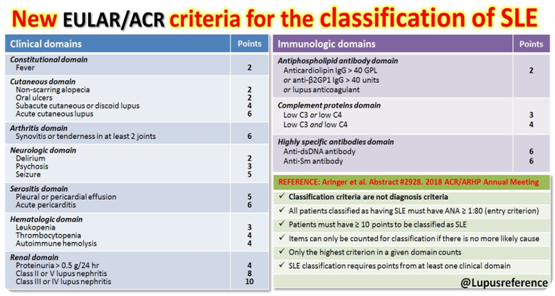 New EULAR/ACR criteria for the classification of SLE
Clinical domains Points
Constitutional domain
Fever 2
Cutaneous domain
Non-scarring alopecia 2
Oral ulcers 2
Subacute cutaneous or discoid lupus 4
Acute cutaneous lupus 6
Arthritis domain
Synovitis or tenderness in at least 2 joints 6
Neurologic domain
Delirium 2
Psychosis 3
Seizure 5
Serositis domain
Pleural or pericardial effusion 5
Acute pericarditis 6
Hematologic domain
Leukopenia 3
Thrombocytopenia 4
Autoimmune hemolysis 4
Renal domain
Proteinuria > 0.5 g/24 hr 4
Class II or V lupus nephritis 8
Class III or IV lupus nephritis 10
Immunologic domains Points
Antiphospholipid antibody domain
Anticardiolipin IgG > 40 GPL 2
or anti-β2GP1 IgG > 40 units
or lupus anticoagulant
Complement proteins domain
Low C3 or low C4 3
Low C3 and low C4 4
Highly specific antibodies domain
Anti-dsDNA antibody 6
Anti-Sm antibody 6
REFERENCE: Aringer et al. Abstract #2928. 2018 ACR/ARHP Annual Meeting
✓ Classification criteria are not diagnosis criteria
✓ All patients classified as having SLE must have ANA ≥ 1:80 (entry criterion)
✓ Patients must have ≥ 10 points to be classified as SLE
✓ Items can only be counted for classification if there is no more likely cause
✓ Only the highest criterion in a given domain counts
✓ SLE classification requires points from at least one clinical domain
@Lupusreference